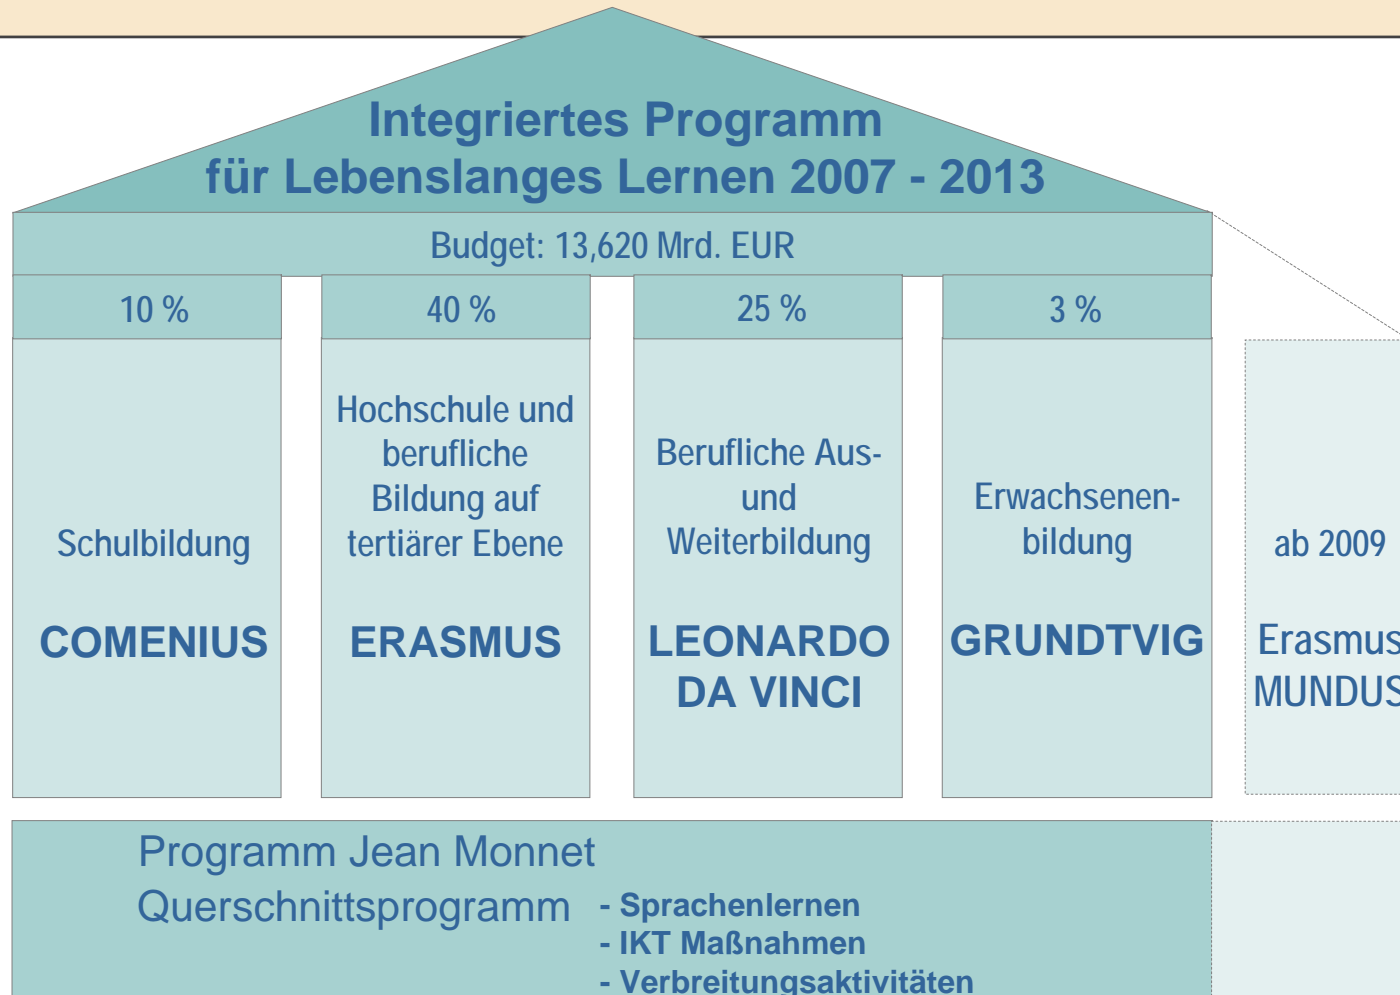 Integriertes Programm
für Lebenslanges Lernen 2007 - 2013
Budget: 13,620 Mrd. EUR
10 %
40 %
25 %
3 %
Schulbildung
COMENIUS
Hochschule und
berufliche
Bildung auf
tertiärer Ebene
ERASMUS
Berufliche Aus-
und
Weiterbildung
LEONARDO
DA VINCI
Erwachsenen-
bildung
GRUNDTVIG
ab 2009
Erasmus
MUNDUS
Programm Jean Monnet
Querschnittsprogramm - Sprachenlernen
- IKT Maßnahmen
- Verbreitungsaktivitäten